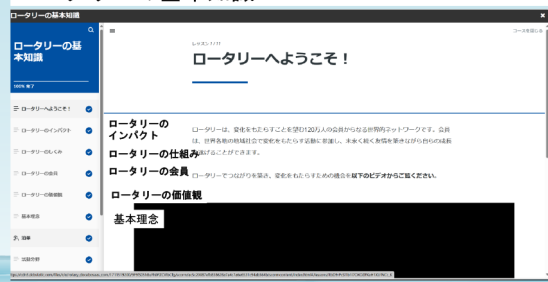 ロータリーの基本知識
コースを閉じる
ロータリーの基
本知識
100% 完了
ロータリーへようこそ！
ロータリーのインパクト
ロータリーのしくみ
ロータリーの会員
ロータリーの価値観
基本理念
沿革
活動分野
レッスン 1/11
ロータリーへようこそ！
ロータリーは、変化をもたらすことを望む120万人の会員からなる世界的ネットワークです。会員
は、世界各地の地域社会で変化をもたらす活動に参加し、末永く続く友情を築きながら自らの成長
ることができます。
ロータリーでつながりを築き、変化をもたらすための機会を以下のビデオからご覧ください。
ロータリーの
インパクト
ロータリーの仕組み
ロータリーの会員
ロータリーの価値観
基本理念